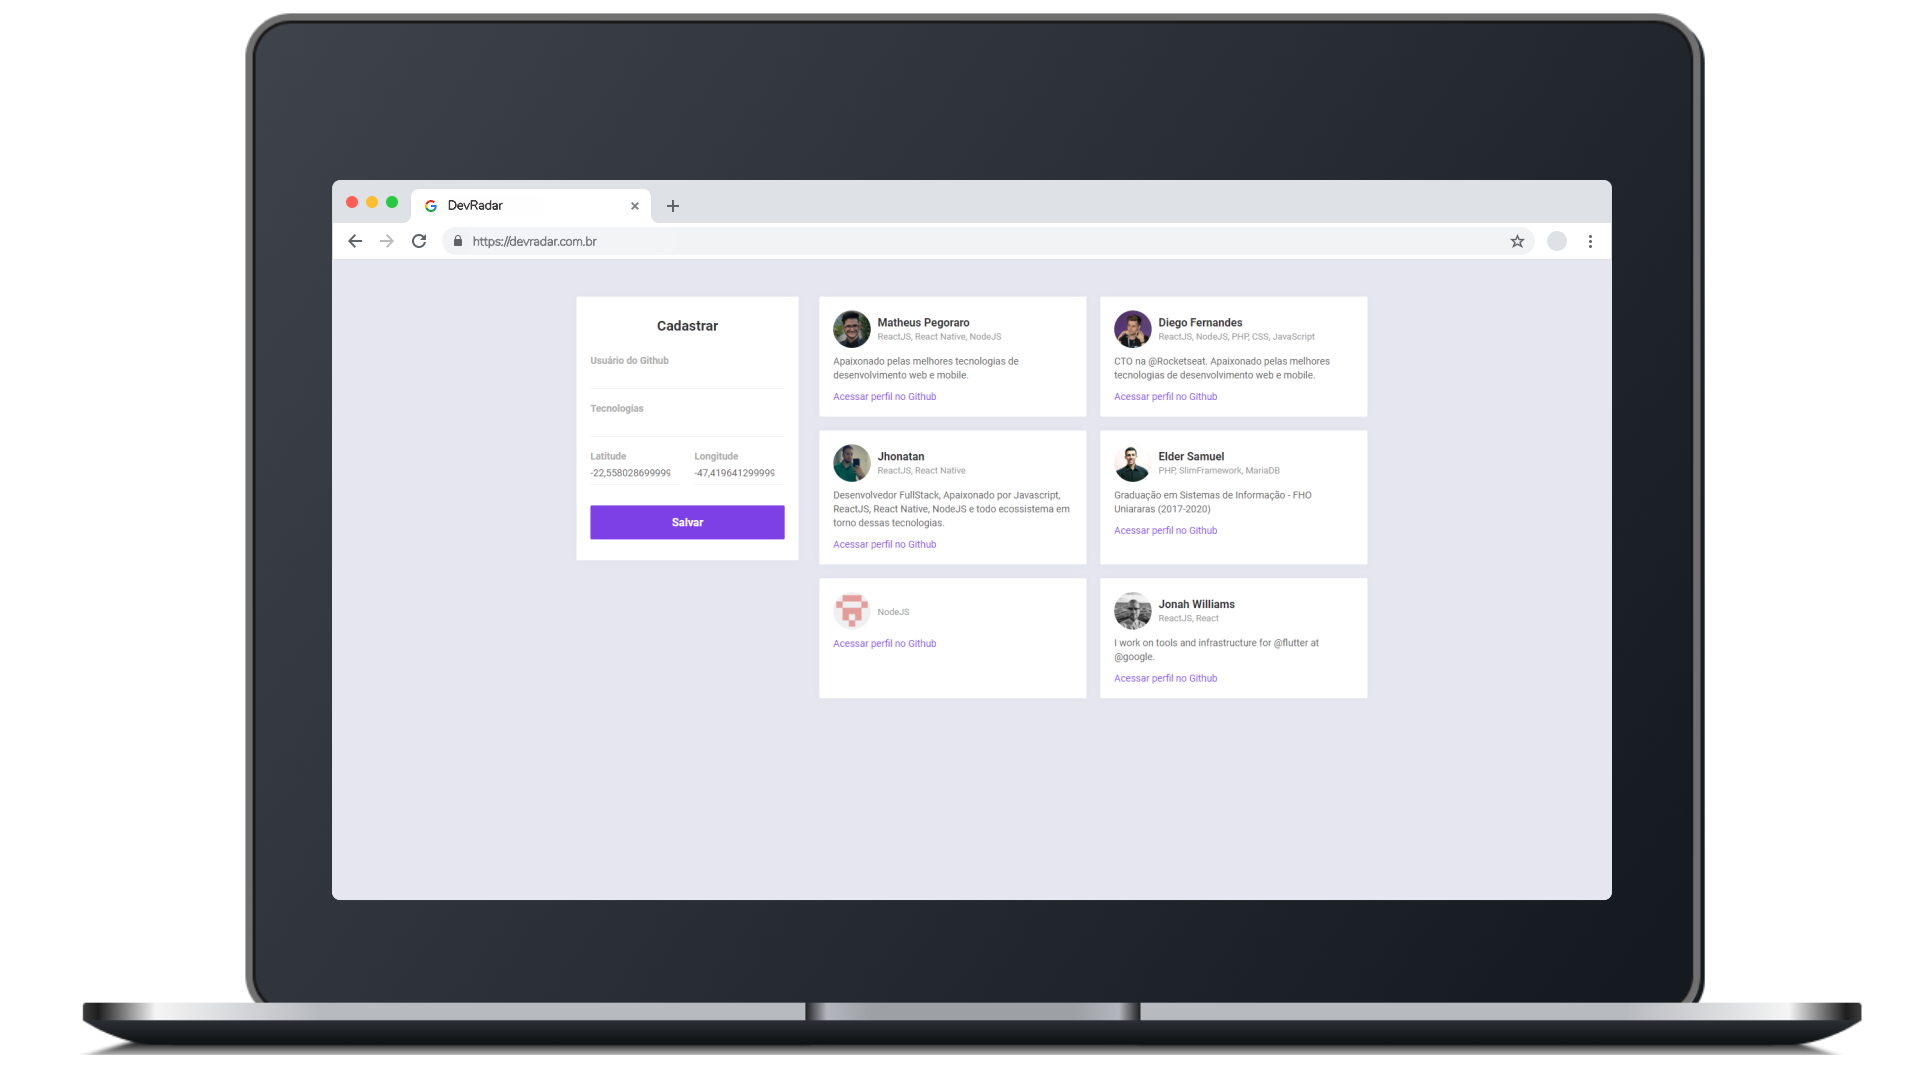 DevRadar
https://devradar.com.br
Cadastrar
Usuário do Github
Tecnologias
Latitude
Longitude
-22,558028699999
-47,419641299999
Salvar
Matheus Pegoraro
ReactJS, React Native, NodeJS
Apaixonado pelas melhores tecnologias de
desenvolvimento web e mobile.
Acessar perfil no Github
Diego Fernandes
ReactJS, NodeJS, PHP, CSS, JavaScript
CTO na @Rocketseat. Apaixonado pelas melhores
tecnologias de desenvolvimento web e mobile.
Acessar perfil no Github
Jhonatan
ReactJS, React Native
Desenvolvedor FullStack, Apaixonado por Javascript,
ReactJS, React Native, NodeJS e todo ecossistema em
torno dessas tecnologias.
Acessar perfil no Github
Elder Samuel
PHP, SlimFramework, MariaDB
Graduação em Sistemas de Informação - FHO
Uniararas (2017-2020)
Acessar perfil no Github
NodeJS
Acessar perfil no Github
Jonah Williams
ReactJS, React
I work on tools and infrastructure for @flutter at
@google.
Acessar perfil no Github